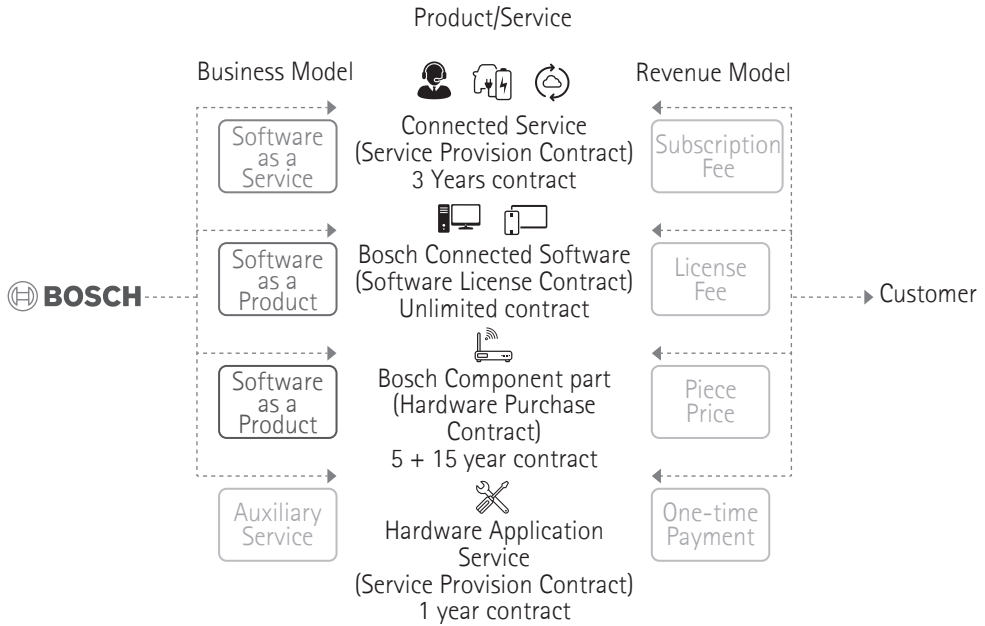 Product/Service
Business Model
Revenue Model
Software
as a
Service
Connected Service
(Service Provision Contract)
3 Years contract
Subscription
Fee
Software
as a
Product
Bosch Connected Software
(Software License Contract)
Unlimited contract
License
Fee
BOSCH
Customer
Software
as a
Product
Bosch Component part
(Hardware Purchase
Contract)
5 + 15 year contract
Piece
Price
Auxiliary
Service
Hardware Application
Service
(Service Provision Contract)
1 year contract
One-time
Payment